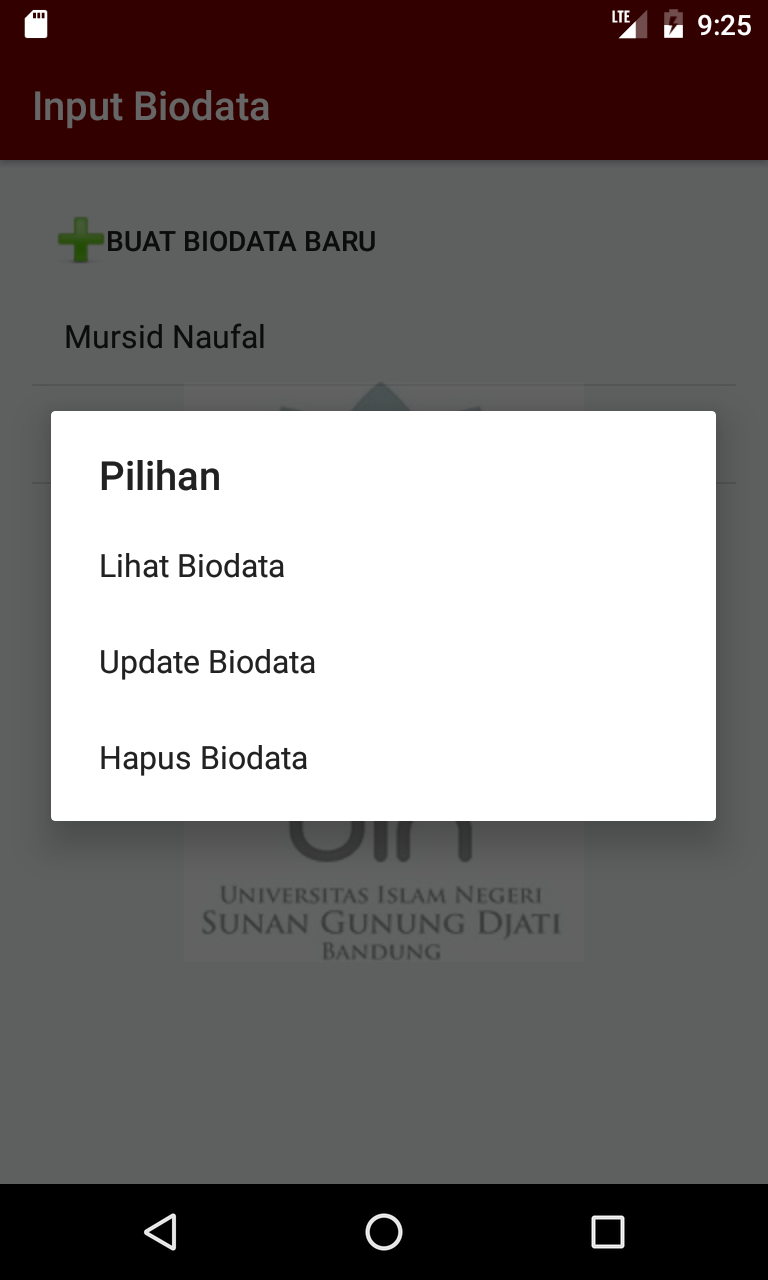 LTE 9:25
Input Biodata
BUAT BIODATA BARU
Mursid Naufal
Pilihan
Lihat Biodata
Update Biodata
Hapus Biodata
UNIVERSITAS ISLAM NEGERI
SUNAN GUNUNG DJATI
BANDUNG